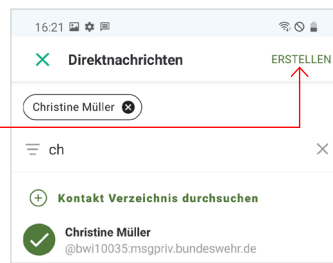 16:21
Direktnachrichten ERSTELLEN
Christine Müller
ch
Kontakt Verzeichnis durchsuchen
Christine Müller
@bwi10035:msgpriv.bundeswehr.de